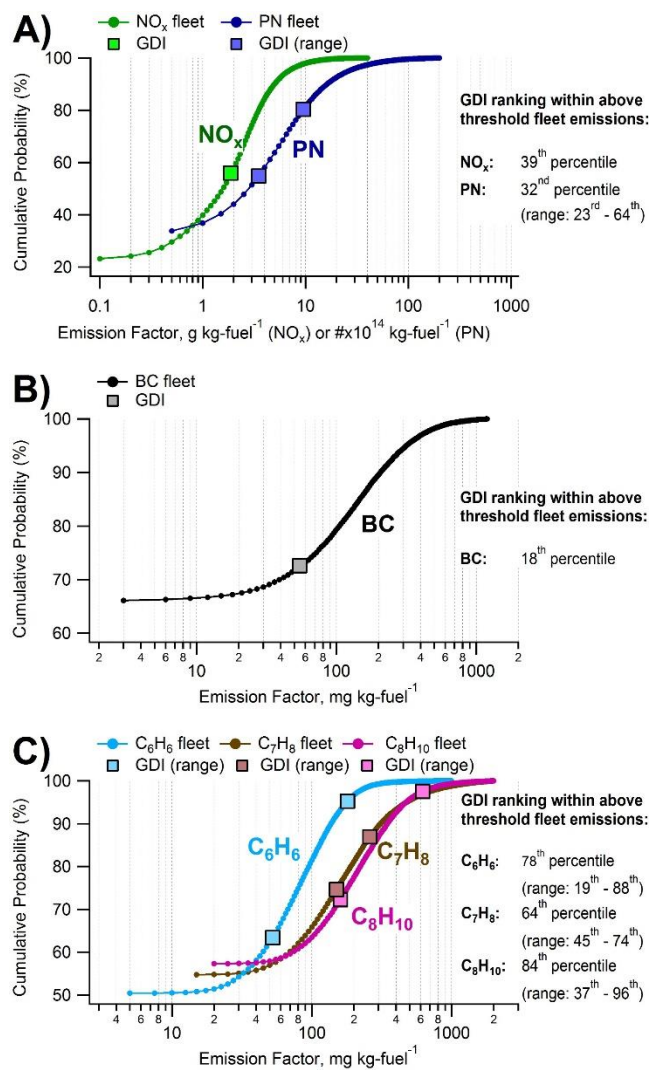 A)
NOx fleet PN fleet
GDI GDI (range)
Cumulative Probability (%)
100
80
60
40
20
NOx
PN
0.1 1 10 100 1000
Emission Factor, g kg-fuel⁻¹ (NOx) or #x10¹⁴ kg-fuel⁻¹ (PN)
GDI ranking within above
threshold fleet emissions:
NOx: 39th percentile
PN: 32nd percentile
(range: 23rd - 64th)
B)
BC fleet
GDI
Cumulative Probability (%)
100
90
80
70
60
BC
2 4 6 8 10 2 4 6 8 100 2 4 6 8 1000 2
Emission Factor, mg kg-fuel⁻¹
GDI ranking within above
threshold fleet emissions:
BC: 18th percentile
C)
C₆H₆ fleet C₇H₈ fleet C₈H₁₀ fleet
GDI (range) GDI (range) GDI (range)
Cumulative Probability (%)
100
90
80
70
60
50
C₆H₆
C₇H₈
C₈H₁₀
4 6 8 10 2 4 6 8 100 2 4 6 8 1000 2
Emission Factor, mg kg-fuel⁻¹
GDI ranking within above
threshold fleet emissions:
C₆H₆: 78th percentile
(range: 19th - 88th)
C₇H₈: 64th percentile
(range: 45th - 74th)
C₈H₁₀: 84th percentile
(range: 37th - 96th)